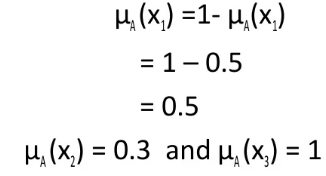 μA(x1) =1- μA(x1)
= 1 – 0.5
= 0.5
μA(x2) = 0.3 and μA(x3) = 1